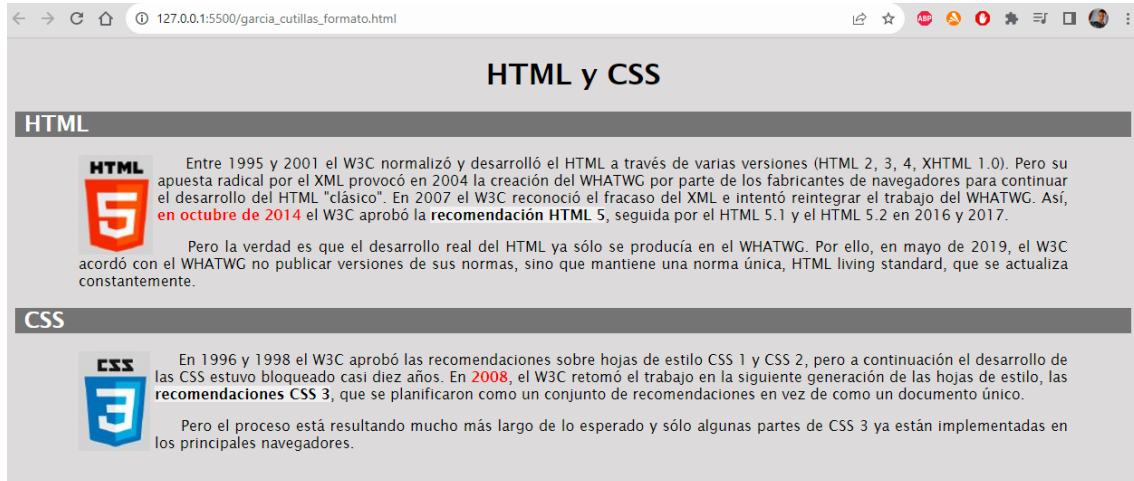 127.0.0.1:5500/garcia_cutillas_formato.html
ABP
HTML y CSS
HTML
HTML
5
Entre 1995 y 2001 el W3C normalizó y desarrolló el HTML a través de varias versiones (HTML 2, 3, 4, XHTML 1.0). Pero su
apuesta radical por el XML provocó en 2004 la creación del WHATWG por parte de los fabricantes de navegadores para continuar
el desarrollo del HTML "clásico". En 2007 el W3C reconoció el fracaso del XML e intentó reintegrar el trabajo del WHATWG. Así,
en octubre de 2014 el W3C aprobó la recomendación HTML 5, seguida por el HTML 5.1 y el HTML 5.2 en 2016 y 2017.
Pero la verdad es que el desarrollo real del HTML ya sólo se producía en el WHATWG. Por ello, en mayo de 2019, el W3C
acordó con el WHATWG no publicar versiones de sus normas, sino que mantiene una norma única, HTML living standard, que se actualiza
constantemente.
CSS
CSS
3
En 1996 y 1998 el W3C aprobó las recomendaciones sobre hojas de estilo CSS 1 y CSS 2, pero a continuación el desarrollo de
las CSS estuvo bloqueado casi diez años. En 2008, el W3C retomó el trabajo en la siguiente generación de las hojas de estilo, las
recomendaciones CSS 3, que se planificaron como un conjunto de recomendaciones en vez de como un documento único.
Pero el proceso está resultando mucho más largo de lo esperado y sólo algunas partes de CSS 3 ya están implementadas en
los principales navegadores.